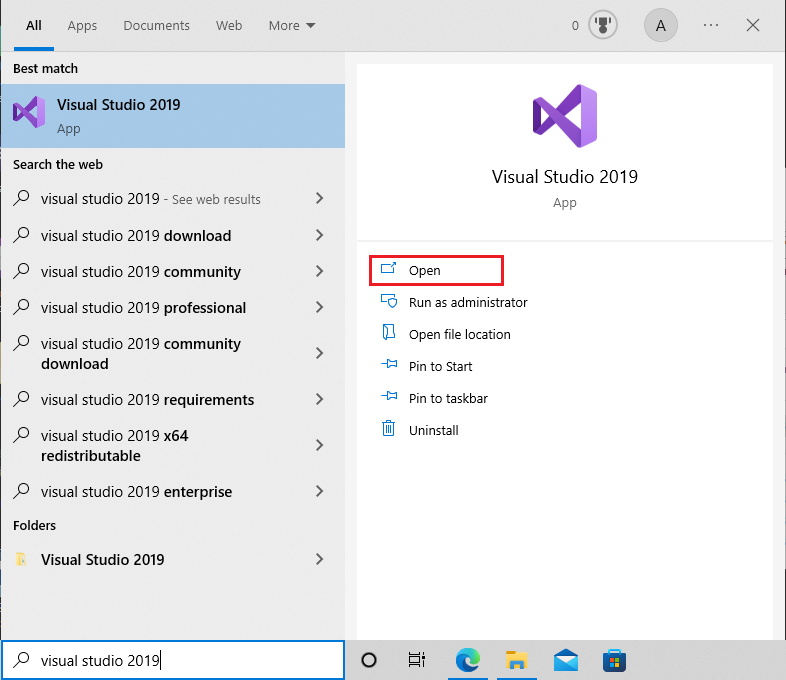 All Apps Documents Web More 0 A ···
Best match
Visual Studio 2019
App
Search the web
visual studio 2019 - See web results
visual studio 2019 download
visual studio 2019 community
visual studio 2019 professional
visual studio 2019 community
download
visual studio 2019 requirements
visual studio 2019 x64
redistributable
visual studio 2019 enterprise
Folders
Visual Studio 2019
visual studio 2019
Visual Studio 2019
App
Open
Run as administrator
Open file location
Pin to Start
Pin to taskbar
Uninstall